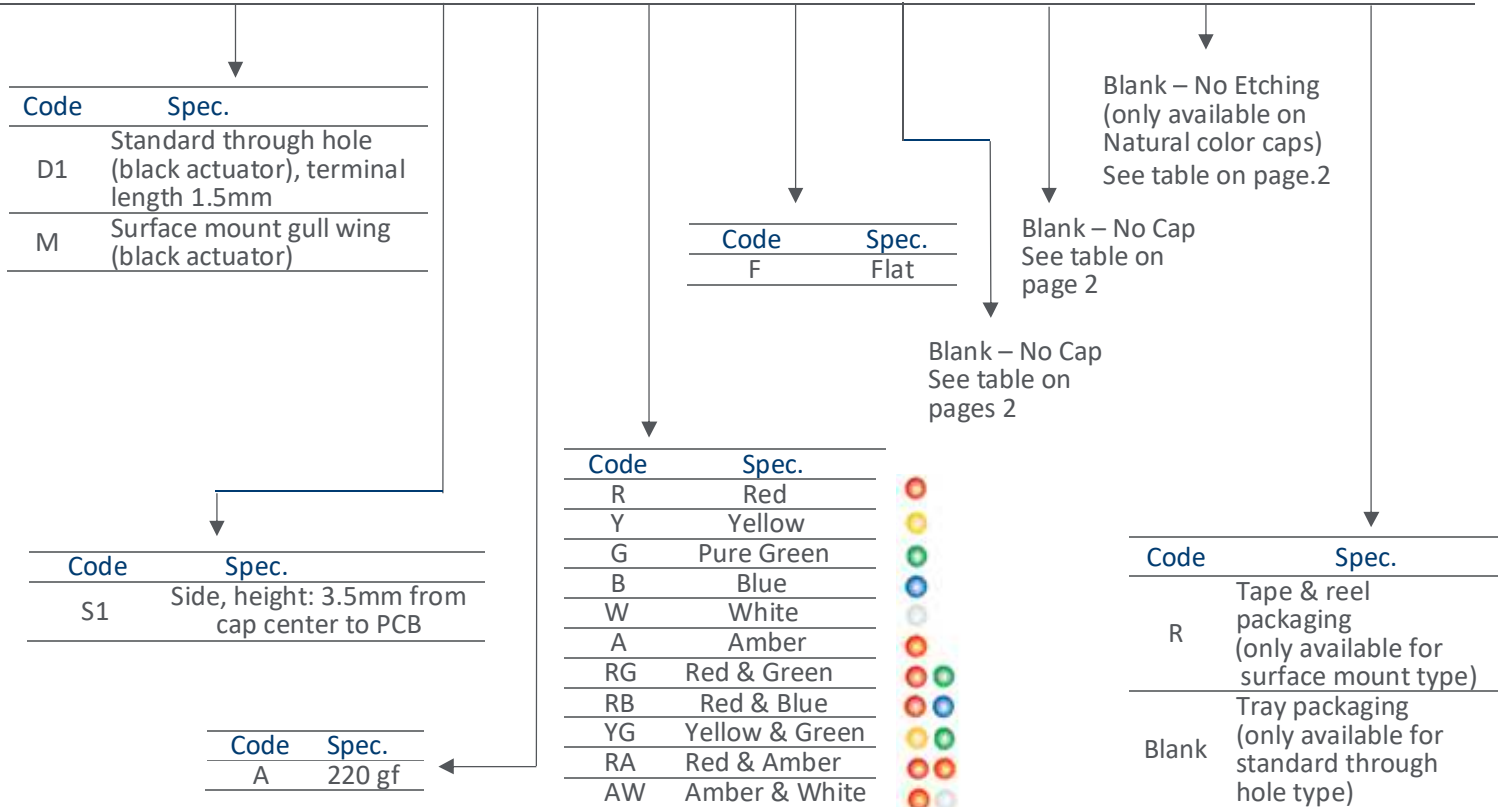 Code Spec.
D1 Standard through hole
(black actuator), terminal
length 1.5mm
M Surface mount gull wing
(black actuator)
Code Spec.
S1 Side, height: 3.5mm from
cap center to PCB
Code Spec.
A 220 gf
Code Spec.
R Red
Y Yellow
G Pure Green
B Blue
W White
A Amber
RG Red & Green
RB Red & Blue
YG Yellow & Green
RA Red & Amber
AW Amber & White
Code Spec.
F Flat
Blank – No Cap
See table on
pages 2
Blank – No Cap
See table on
page 2
Blank – No Etching
(only available on
Natural color caps)
See table on page.2
Code Spec.
R Tape & reel
packaging
(only available for
surface mount type)
Blank Tray packaging
(only available for
standard through
hole type)